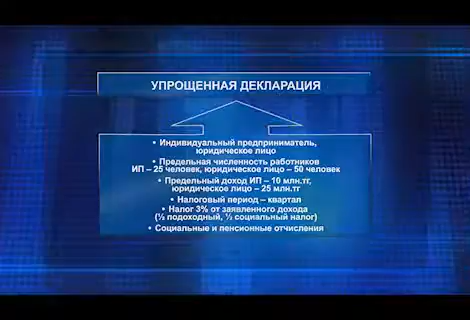 УПРОЩЕННАЯ ДЕКЛАРАЦИЯ
• Индивидуальный предприниматель,
юридическое лицо
• Предельная численность работников
ИП – 25 человек, юридическое лицо – 50 человек
• Предельный доход ИП – 10 млн.тг,
юридическое лицо – 25 млн.тг
• Налоговый период – квартал
• Налог 3% от заявленного дохода
(½ подоходный, ½ социальный налог)
• Социальные и пенсионные отчисления